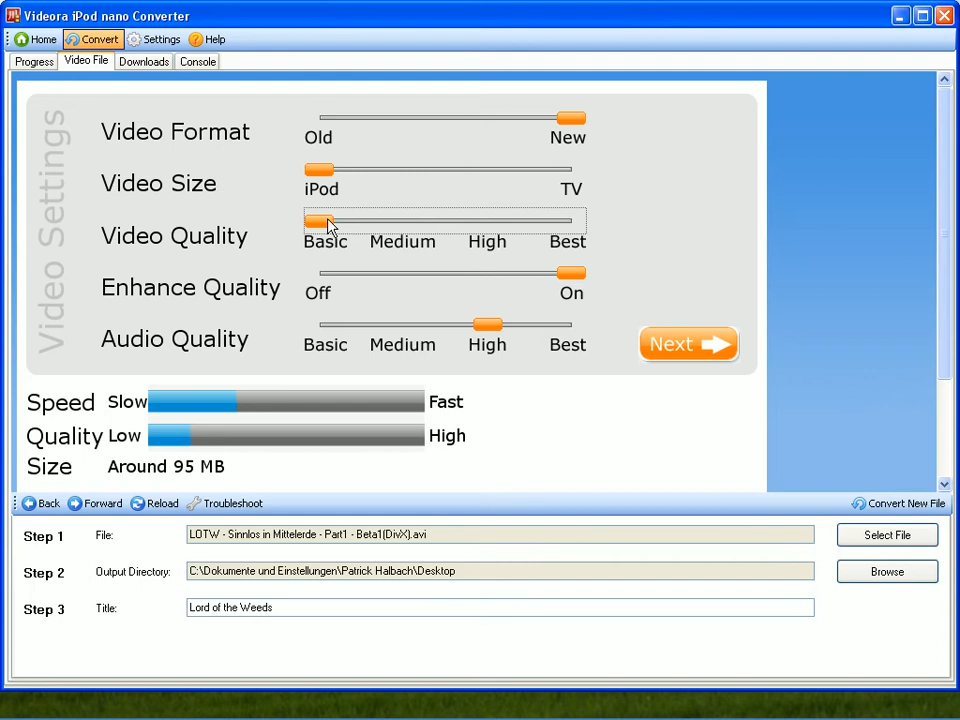 Videora iPod nano Converter
Home Convert Settings Help
Progress Video File Downloads Console
Video Settings
Video Format
Old New
Video Size
iPod TV
Video Quality
Basic Medium High Best
Enhance Quality
Off On
Audio Quality
Basic Medium High Best
Next
Speed Slow Fast
Quality Low High
Size Around 95 MB
Back Forward Reload Troubleshoot Convert New File
Step 1 File: LOTW - Sinnlos in Mittelerde - Part1 - Beta1(DivX).avi Select File
Step 2 Output Directory: C:\Dokumente und Einstellungen\Patrick Halbach\Desktop Browse
Step 3 Title: Lord of the Weeds